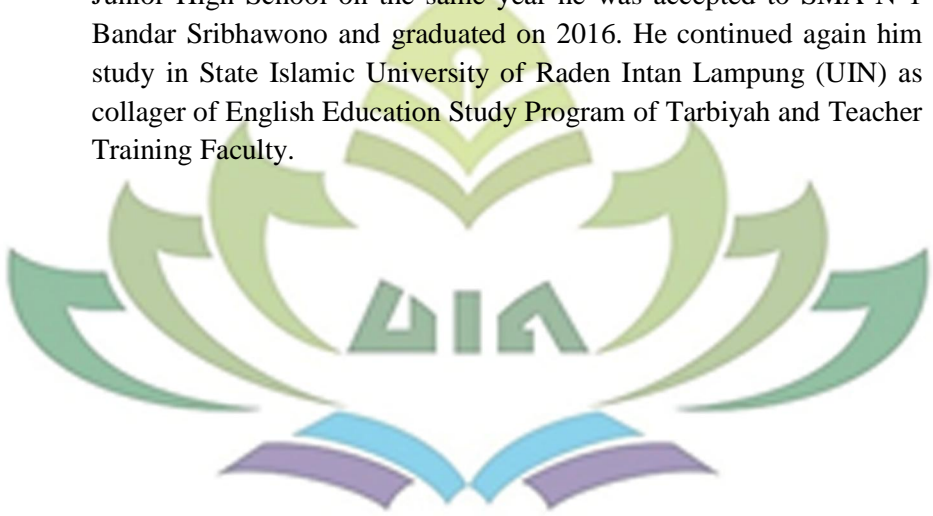 Junior High School on the same year he was accepted to SMA N 1
Bandar Sribhawono and graduated on 2016. He continued again him
study in State Islamic University of Raden Intan Lampung (UIN) as
collager of English Education Study Program of Tarbiyah and Teacher
Training Faculty.
UIN